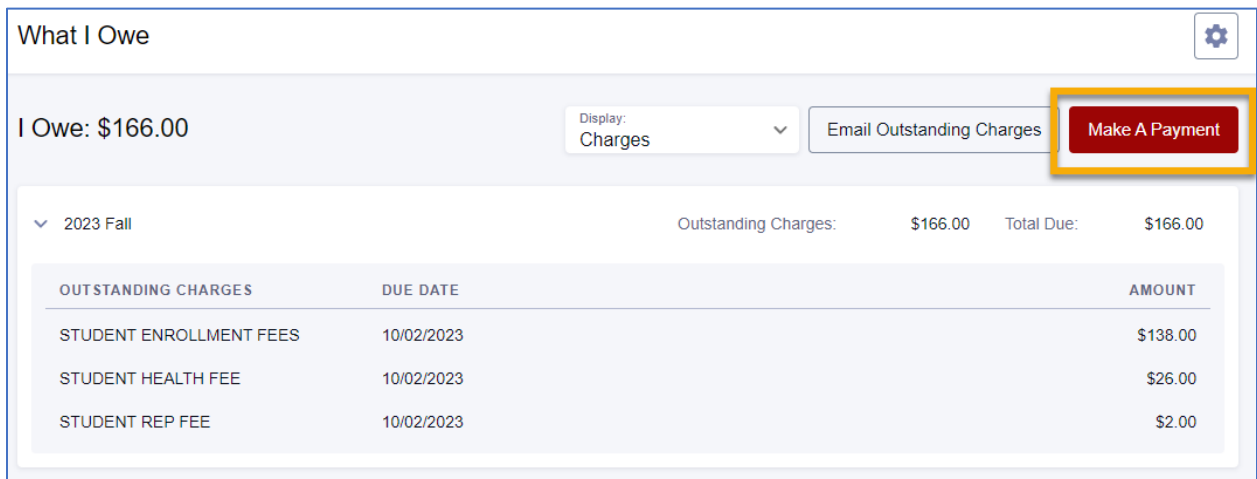 What I Owe
I Owe: $166.00
Display:
Charges
Email Outstanding Charges
Make A Payment
2023 Fall Outstanding Charges: $166.00 Total Due: $166.00
OUTSTANDING CHARGES DUE DATE AMOUNT
STUDENT ENROLLMENT FEES 10/02/2023 $138.00
STUDENT HEALTH FEE 10/02/2023 $26.00
STUDENT REP FEE 10/02/2023 $2.00